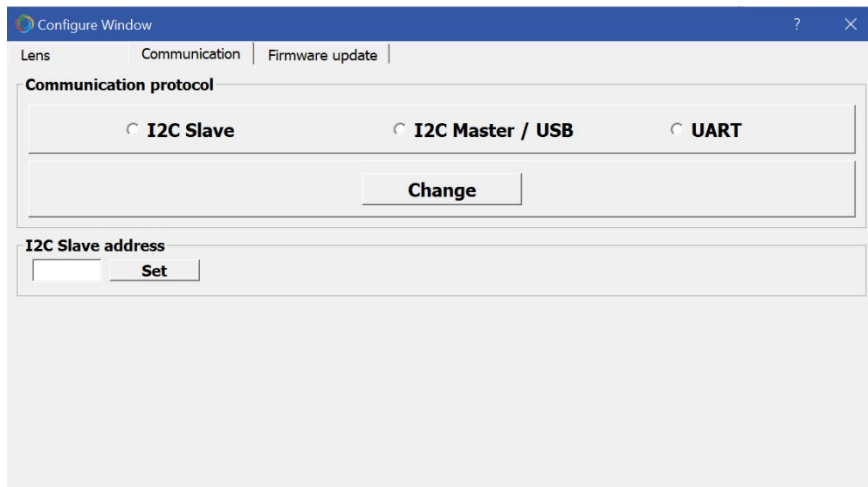 Configure Window ?
Lens Communication Firmware update
Communication protocol
I2C Slave I2C Master / USB UART
Change
I2C Slave address
Set